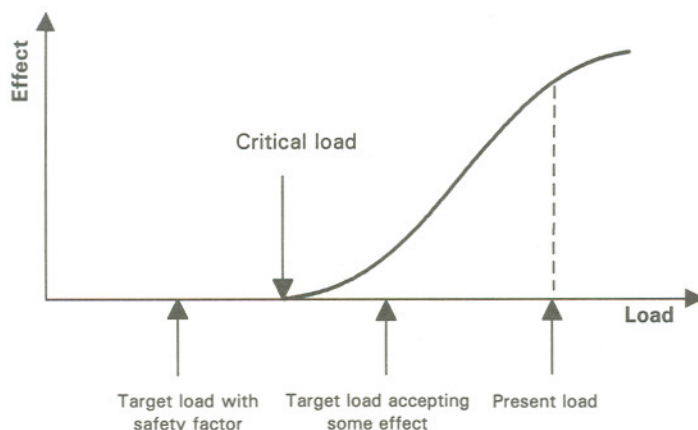 Effect
Critical load
Load
Target load with
safety factor
Target load accepting
some effect
Present load